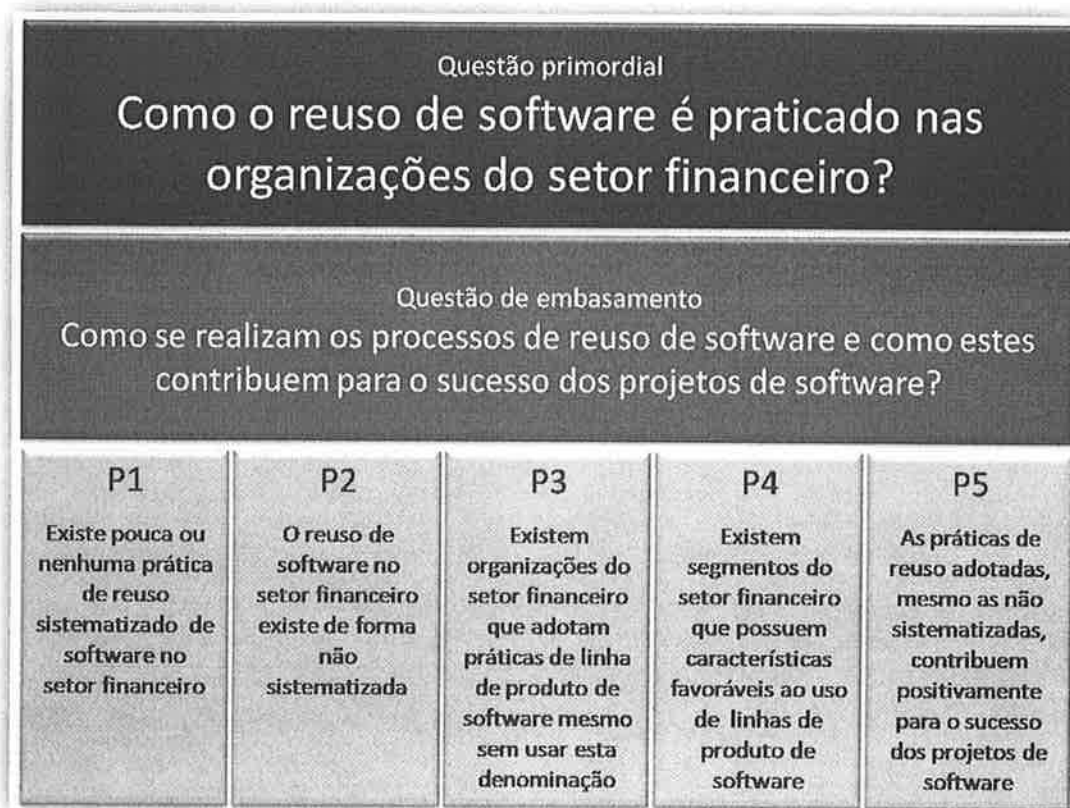 Questão primordial
Como o reuso de software é praticado nas
organizações do setor financeiro?
Questão de embasamento
Como se realizam os processos de reuso de software e como estes
contribuem para o sucesso dos projetos de software?
P1
Existe pouca ou
nenhuma prática
de reuso
sistematizado de
software no
setor financeiro
P2
O reuso de
software no
setor financeiro
existe de forma
não
sistematizada
P3
Existem
organizações do
setor financeiro
que adotam
práticas de linha
de produto de
software mesmo
sem usar esta
denominação
P4
Existem
segmentos do
setor financeiro
que possuem
características
favoráveis ao uso
de linhas de
produto de
software
P5
As práticas de
reuso adotadas,
mesmo as não
sistematizadas,
contribuem
positivamente
para o sucesso
dos projetos de
software